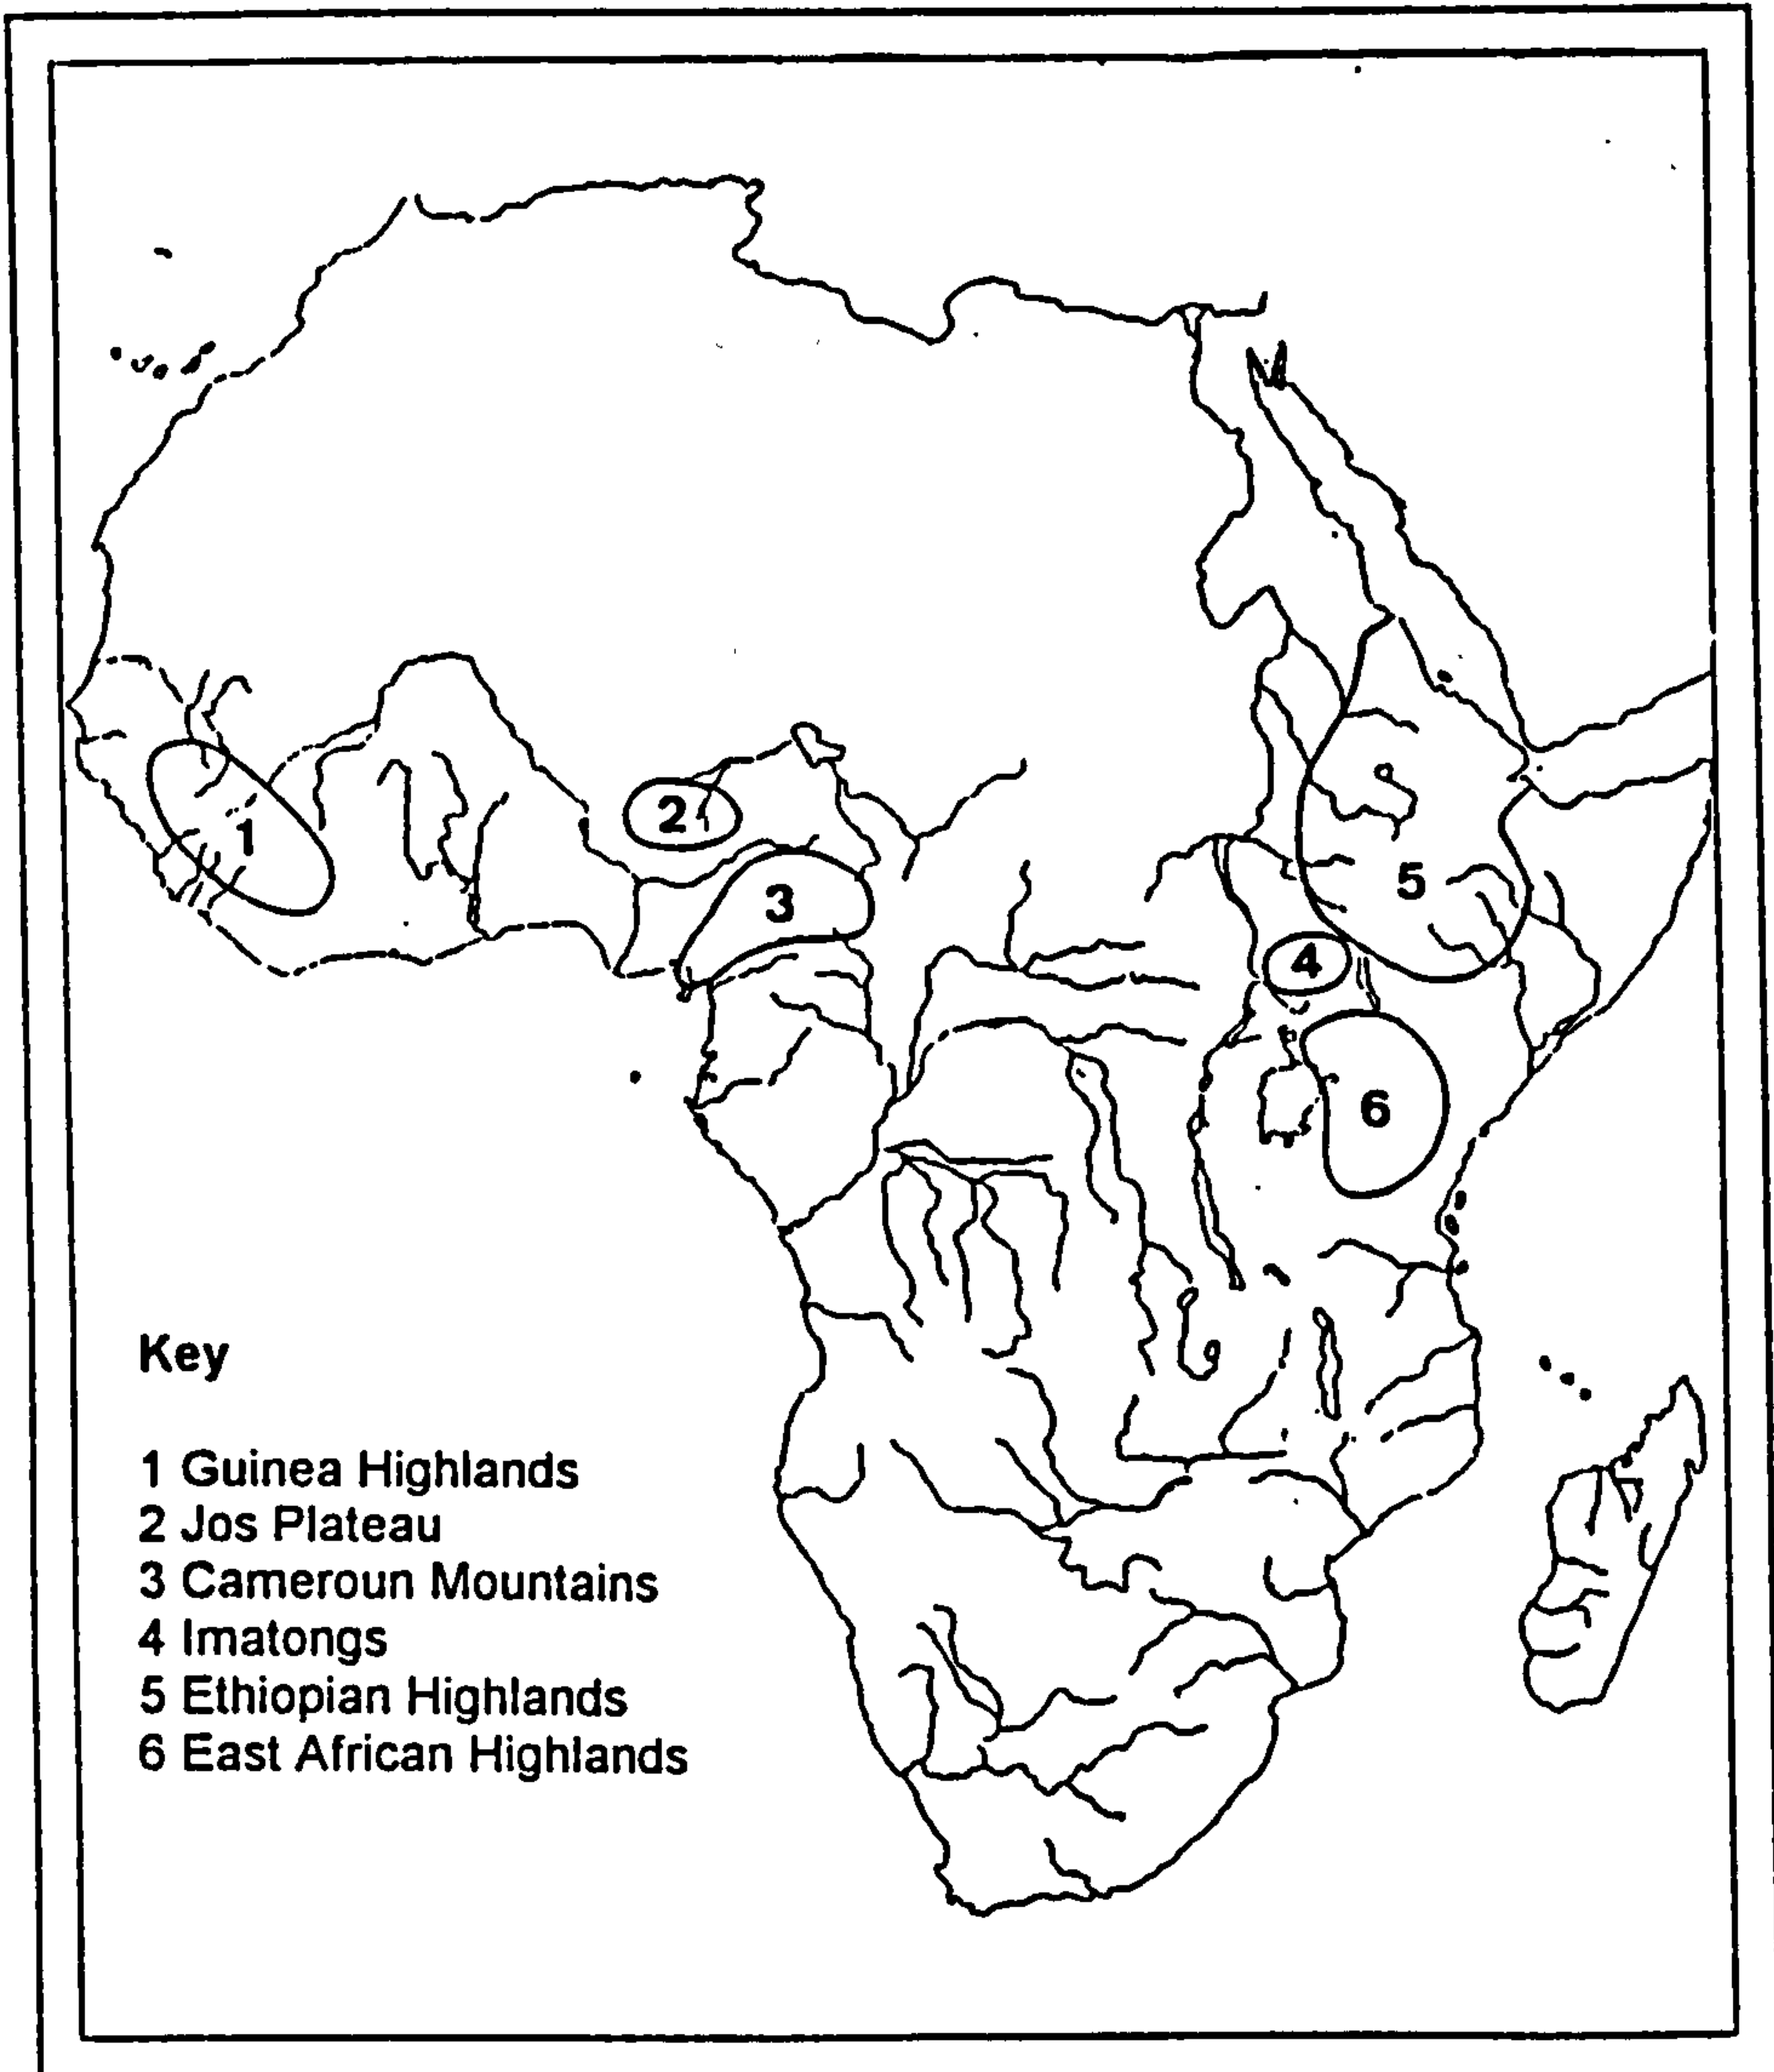 1
2
3
4
5
6
Key
1 Guinea Highlands
2 Jos Plateau
3 Cameroun Mountains
4 Imatongs
5 Ethiopian Highlands
6 East African Highlands